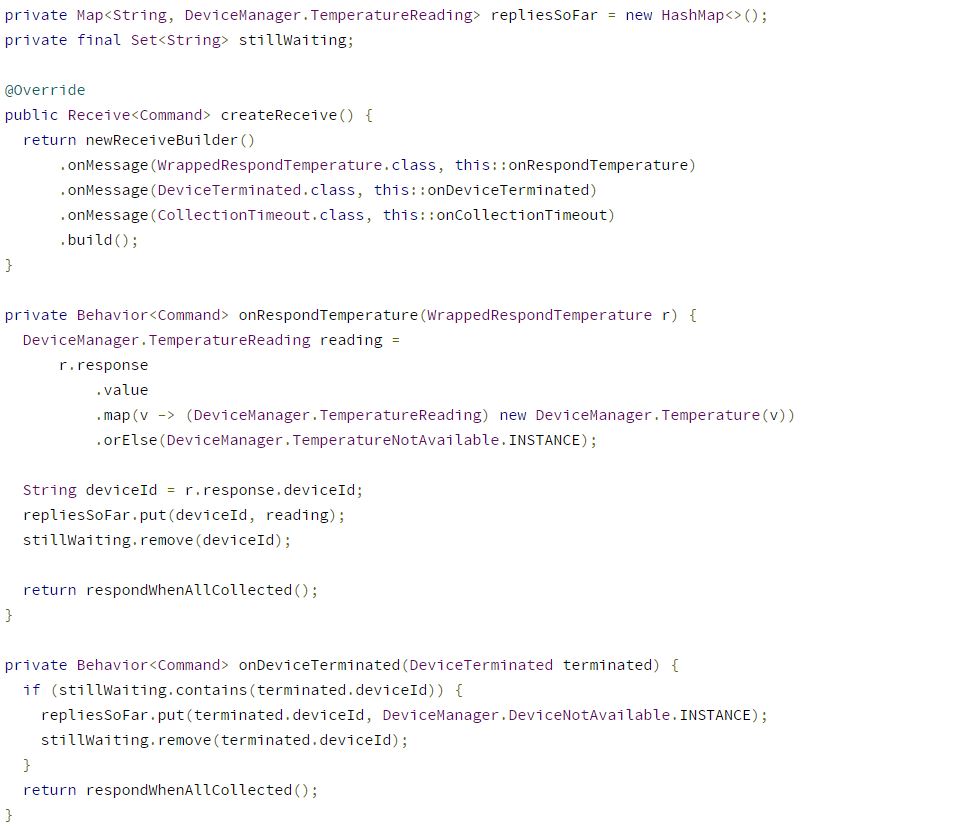 private Map<String, DeviceManager.TemperatureReading> repliesSoFar = new HashMap<>();
private final Set<String> stillWaiting;

@Override
public Receive<Command> createReceive() {
  return newReceiveBuilder()
      .onMessage(WrappedRespondTemperature.class, this::onRespondTemperature)
      .onMessage(DeviceTerminated.class, this::onDeviceTerminated)
      .onMessage(CollectionTimeout.class, this::onCollectionTimeout)
      .build();
}

private Behavior<Command> onRespondTemperature(WrappedRespondTemperature r) {
  DeviceManager.TemperatureReading reading =
      r.response
          .value
          .map(v -> (DeviceManager.TemperatureReading) new DeviceManager.Temperature(v))
          .orElse(DeviceManager.TemperatureNotAvailable.INSTANCE);

  String deviceId = r.response.deviceId;
  repliesSoFar.put(deviceId, reading);
  stillWaiting.remove(deviceId);

  return respondWhenAllCollected();
}

private Behavior<Command> onDeviceTerminated(DeviceTerminated terminated) {
  if (stillWaiting.contains(terminated.deviceId)) {
    repliesSoFar.put(terminated.deviceId, DeviceManager.DeviceNotAvailable.INSTANCE);
    stillWaiting.remove(terminated.deviceId);
  }
  return respondWhenAllCollected();
}